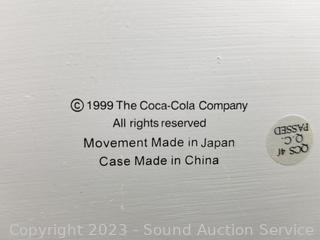 © 1999 The Coca-Cola Company
All rights reserved
Movement Made in Japan
Case Made in China
QCS 4f
Q.C.
PASSED
Copyright 2023 - Sound Auction Service